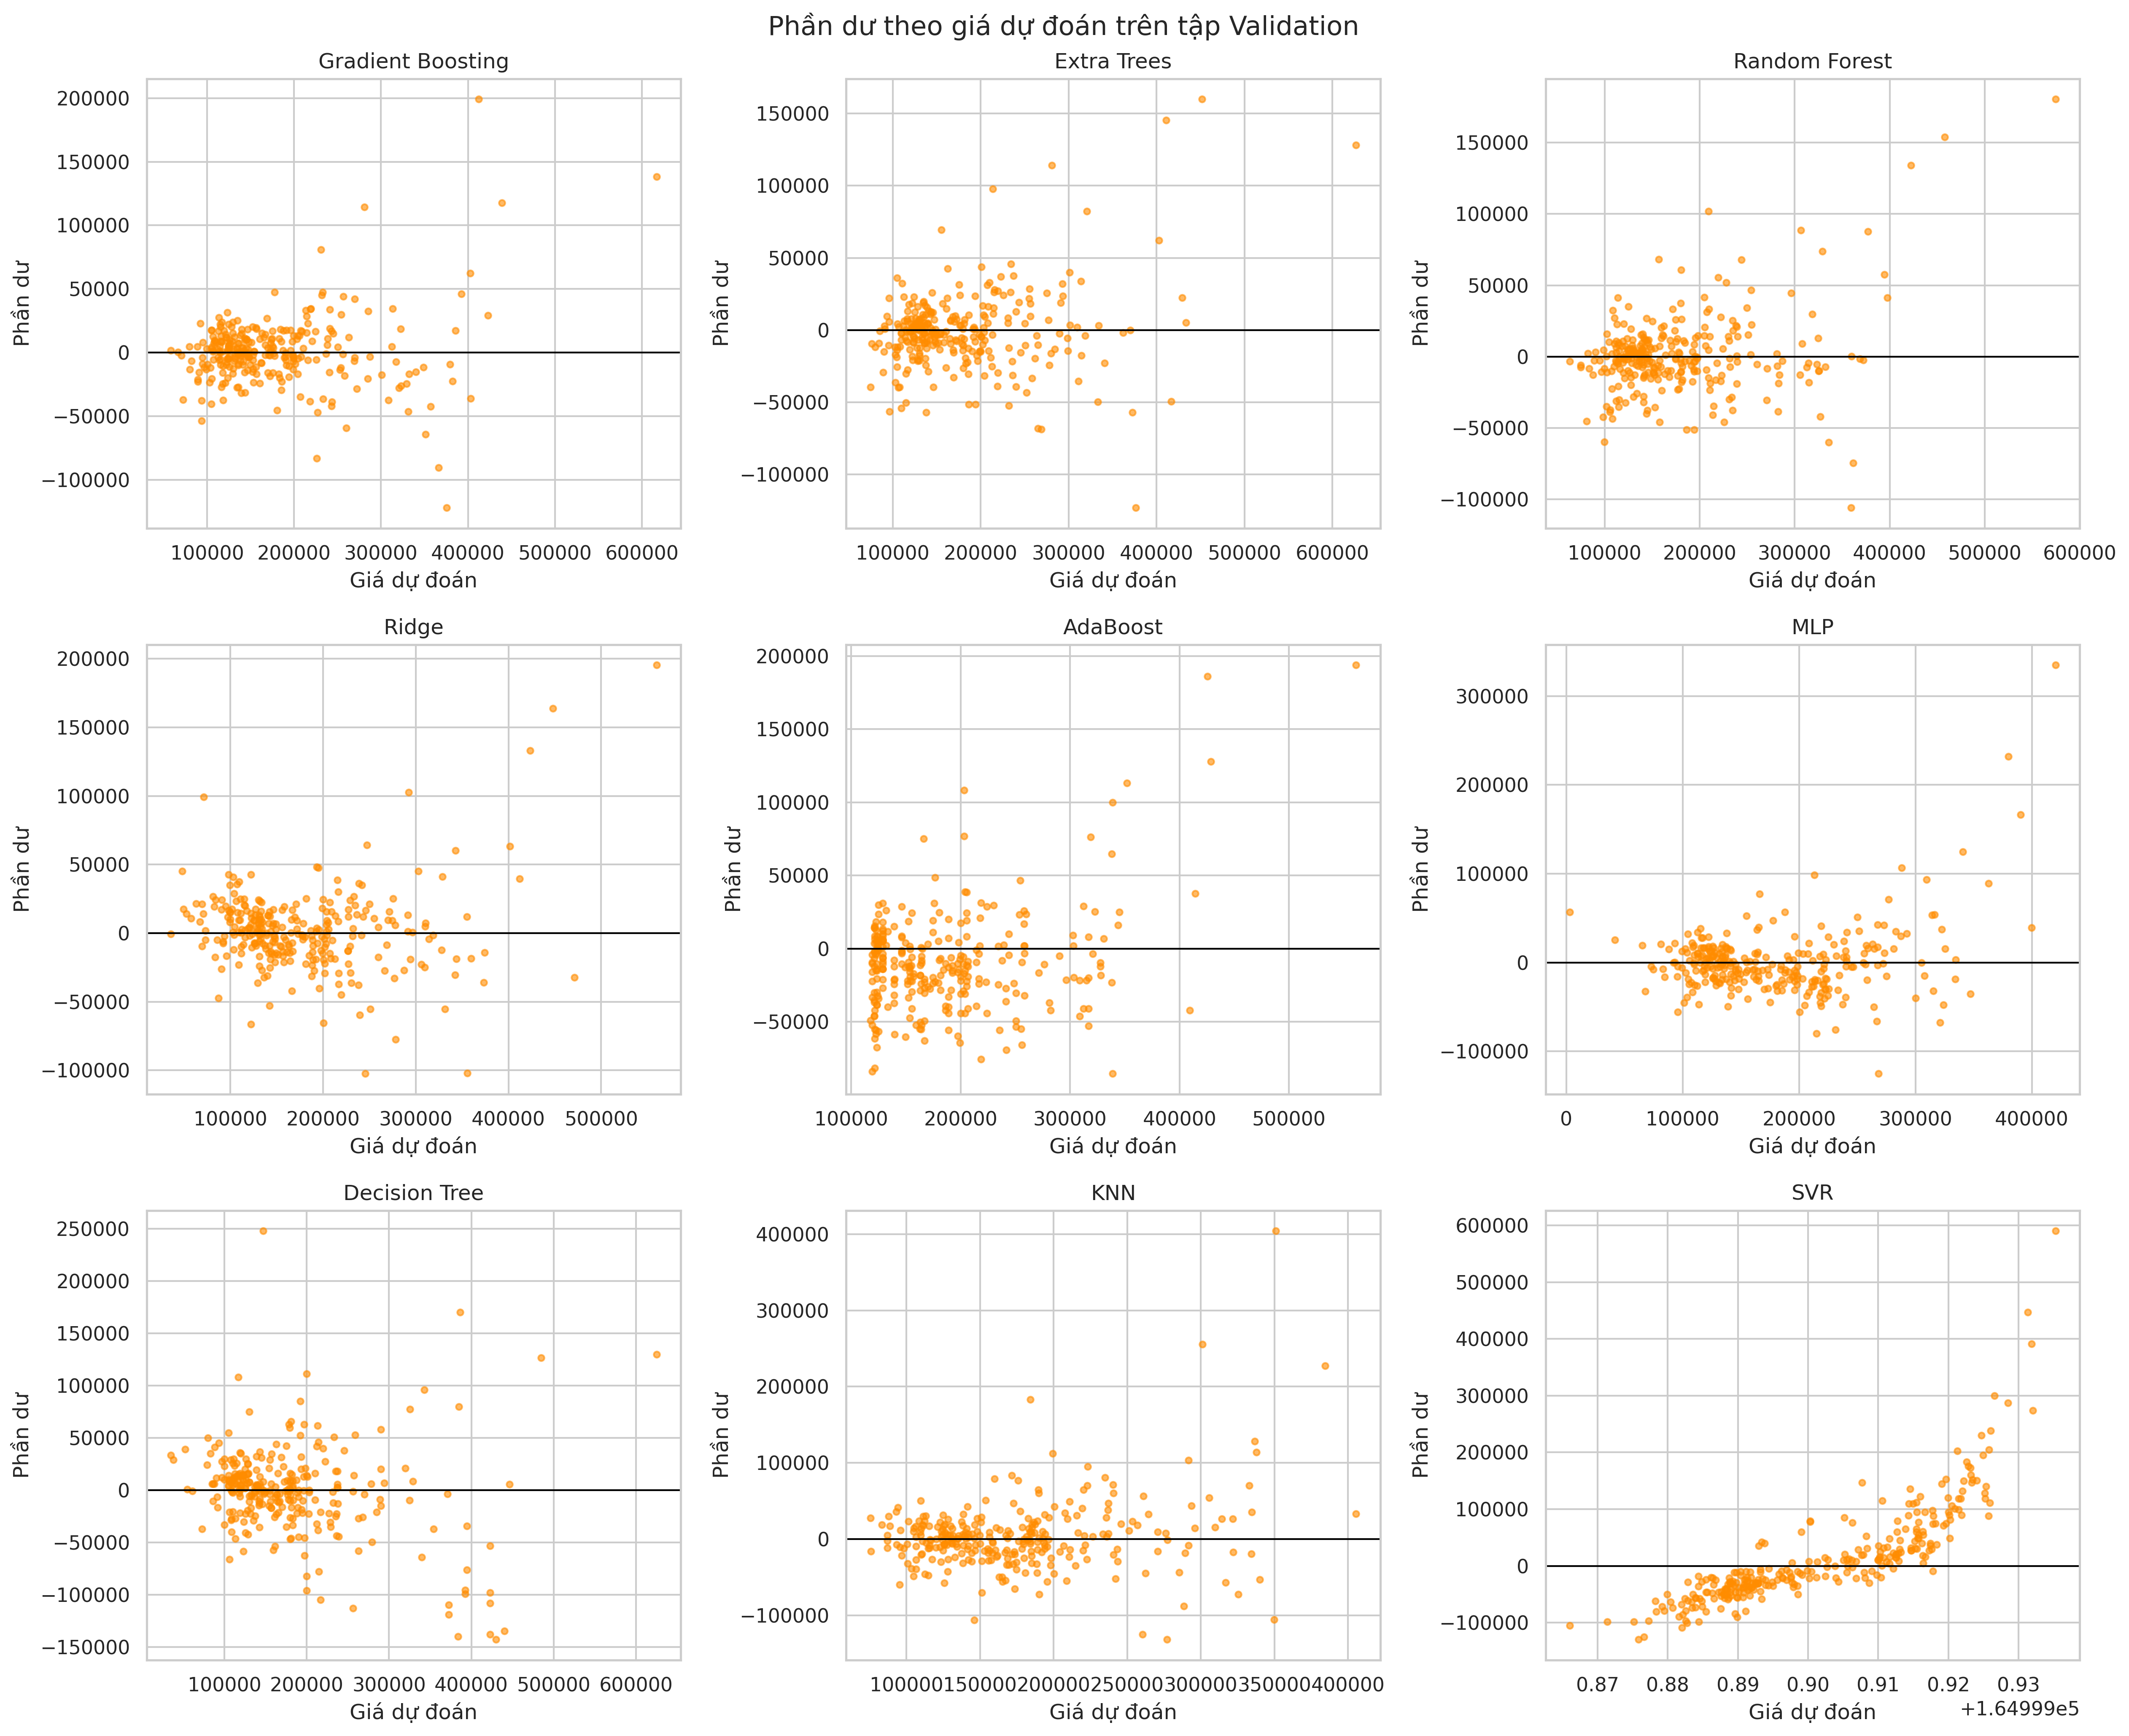 Phần dư theo giá dự đoán trên tập Validation
Gradient Boosting
200000
150000
100000
50000
0
−50000
−100000
Phần dư
100000 200000 300000 400000 500000 600000
Giá dự đoán
Extra Trees
150000
100000
50000
0
−50000
−100000
Phần dư
100000 200000 300000 400000 500000 600000
Giá dự đoán
Random Forest
150000
100000
50000
0
−50000
−100000
Phần dư
100000 200000 300000 400000 500000 600000
Giá dự đoán
Ridge
200000
150000
100000
50000
0
−50000
−100000
Phần dư
100000 200000 300000 400000 500000
Giá dự đoán
AdaBoost
200000
150000
100000
50000
0
−50000
Phần dư
100000 200000 300000 400000 500000
Giá dự đoán
MLP
300000
200000
100000
0
−100000
Phần dư
0 100000 200000 300000 400000
Giá dự đoán
Decision Tree
250000
200000
150000
100000
50000
0
−50000
−100000
−150000
Phần dư
100000 200000 300000 400000 500000 600000
Giá dự đoán
KNN
400000
300000
200000
100000
0
−100000
Phần dư
100000 150000 200000 250000 300000 350000 400000
Giá dự đoán
SVR
600000
500000
400000
300000
200000
100000
0
−100000
Phần dư
0.87 0.88 0.89 0.90 0.91 0.92 0.93
Giá dự đoán
+1.64999e5